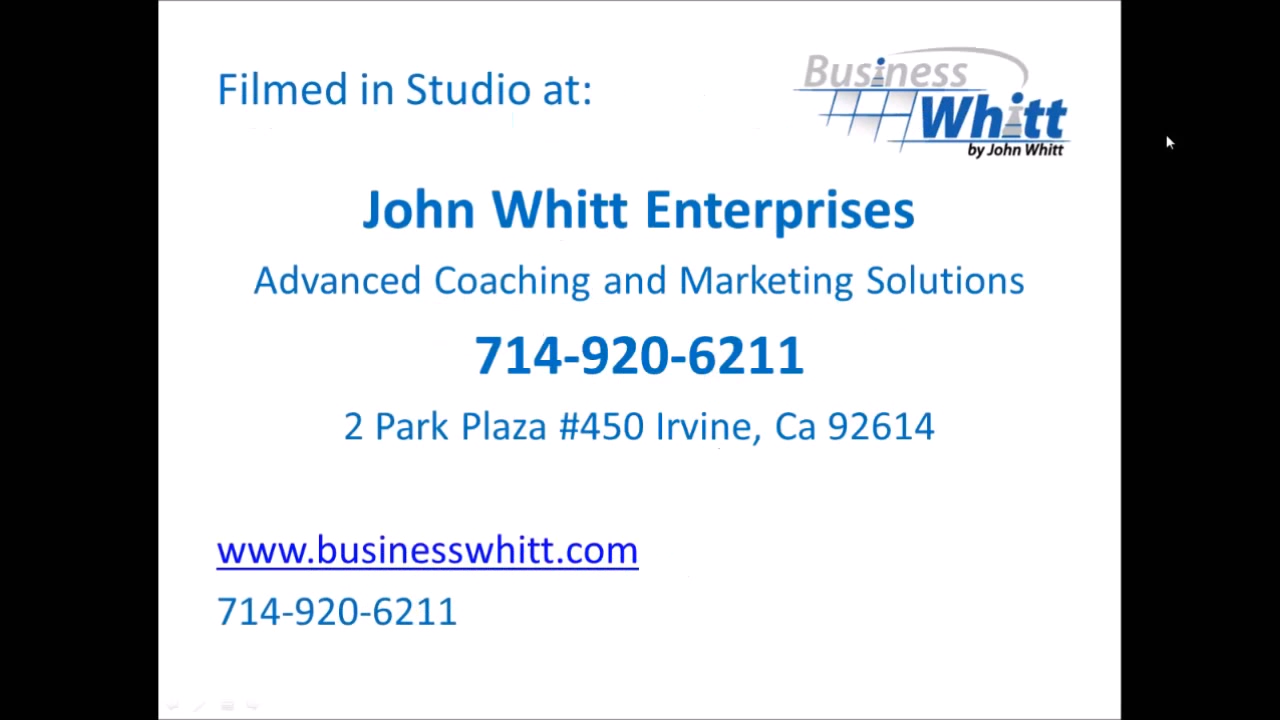 Filmed in Studio at:
Business
Whitt
by John Whitt
John Whitt Enterprises
Advanced Coaching and Marketing Solutions
714-920-6211
2 Park Plaza #450 Irvine, Ca 92614
www.businesswhitt.com
714-920-6211